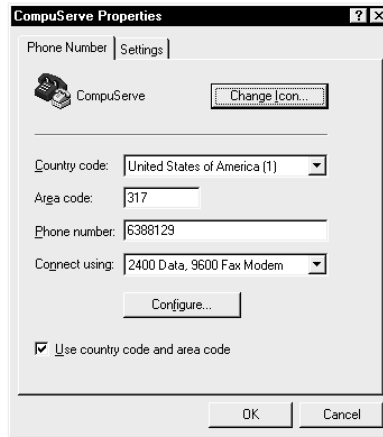 CompuServe Properties
Phone Number Settings
CompuServe Change Icon...
Country code: United States of America (1)
Area code: 317
Phone number: 6388129
Connect using: 2400 Data, 9600 Fax Modem
Configure...
Use country code and area code
OK Cancel